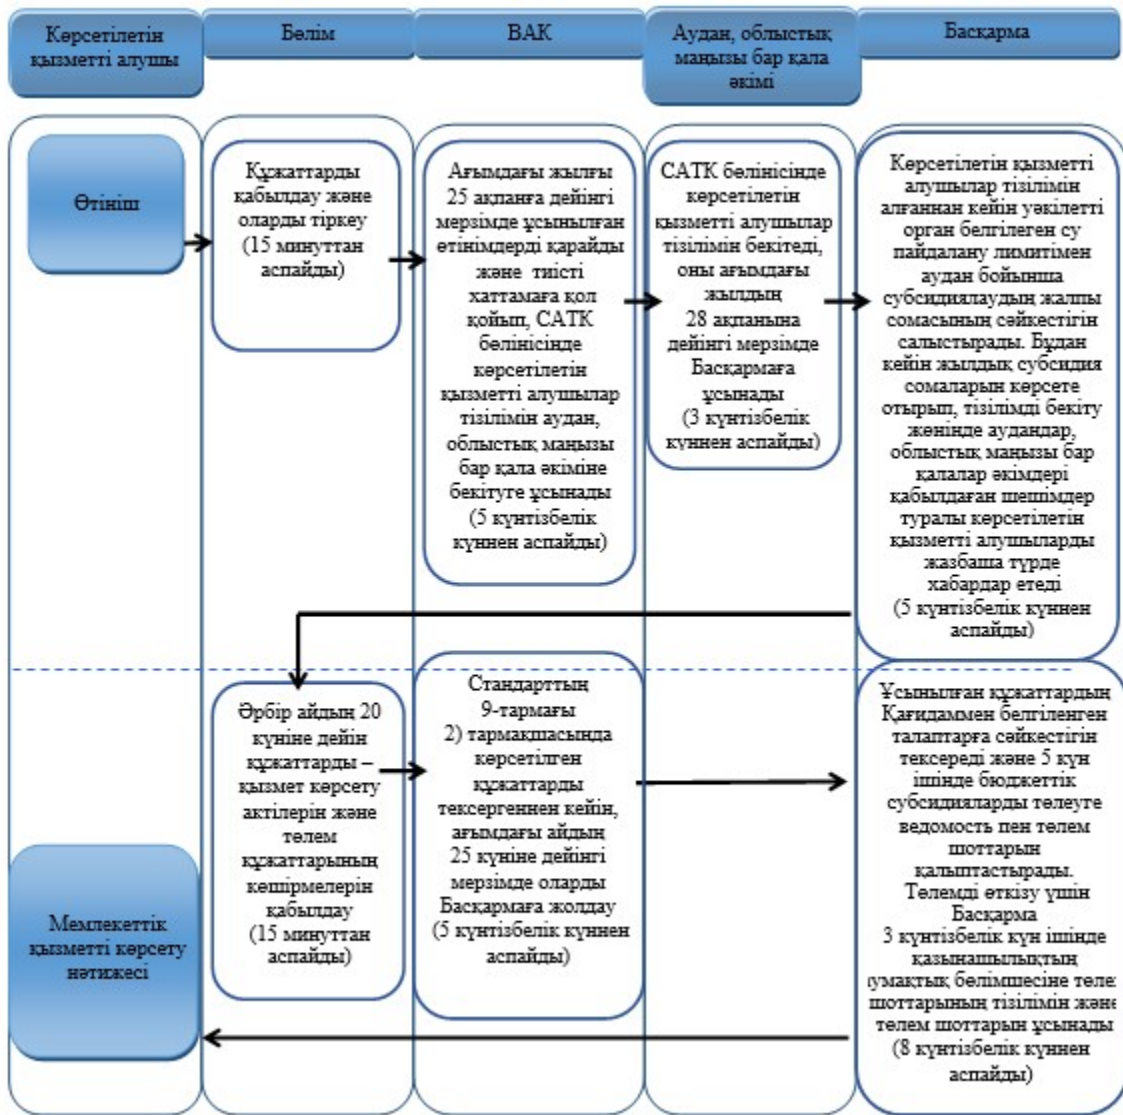 Көрсетілетін
қызметті алушы
Бөлім
ВАК
Аудан, облыстық
маңызы бар қала
әкімі
Басқарма
Өтініш
Құжаттарды
қабылдау және
оларды тіркеу
(15 минуттан
аспайды)
Ағымдағы жылғы
25 ақпанға дейінгі
мерзімде ұсынылған
өтінімдерді қарайды
және тиісті
хаттамаға қол
қойып, САТК
бөлінісінде
көрсетілетін
қызметті алушылар
тізілімін аудан,
облыстық маңызы
бар қала әкіміне
бекітуге ұсынады
(5 күнтізбелік
күннен аспайды)
САТК бөлінісінде
көрсетілетін
қызметті алушылар
тізілімін бекітеді,
оны ағымдағы
жылдың
28 ақпанына
дейінгі мерзімде
Басқармаға
ұсынады
(3 күнтізбелік
күннен аспайды)
Көрсетілетін қызметті
алушылар тізілімін
алғаннан кейін уәкілетті
орган белгілеген су
пайдалану лимитімен
аудан бойынша
субсидиялаудың жалпы
сомасының сәйкестігін
салыстырады. Бұдан
кейін жылдық субсидия
сомаларын көрсете
отырып, тізілімді бекіту
жөнінде аудандар,
облыстық маңызы бар
қалалар әкімдері
қабылдаған шешімдер
туралы көрсетілетін
қызметті алушыларды
жазбаша түрде
хабардар етеді
(5 күнтізбелік күннен
аспайды)
Мемлекеттік
қызметті көрсету
нәтижесі
Әрбір айдың 20
күніне дейін
құжаттарды –
қызмет көрсету
актілерін және
төлем
құжаттарының
көшірмелерін
қабылдау
(15 минуттан
аспайды)
Стандарттың
9-тармағы
2) тармақшасында
көрсетілген
құжаттарды
тексергеннен кейін,
ағымдағы айдың
25 күніне дейінгі
мерзімде оларды
Басқармаға жолдау
(5 күнтізбелік күннен
аспайды)
Ұсынылған құжаттардың
Қағидаммен белгіленген
талаптарға сәйкестігін
тексереді және 5 күн
ішінде бюджеттік
субсидияларды төлеуге
ведомость пен төлем
шоттарын
қалыптастырады.
Төлемді өткізу үшін
Басқарма
3 күнтізбелік күн ішінде
қазынашылықтың
умақтық бөлімшесіне төле
шоттарының тізілімін және
төлем шоттарын ұсынады
(8 күнтізбелік күннен
аспайды)